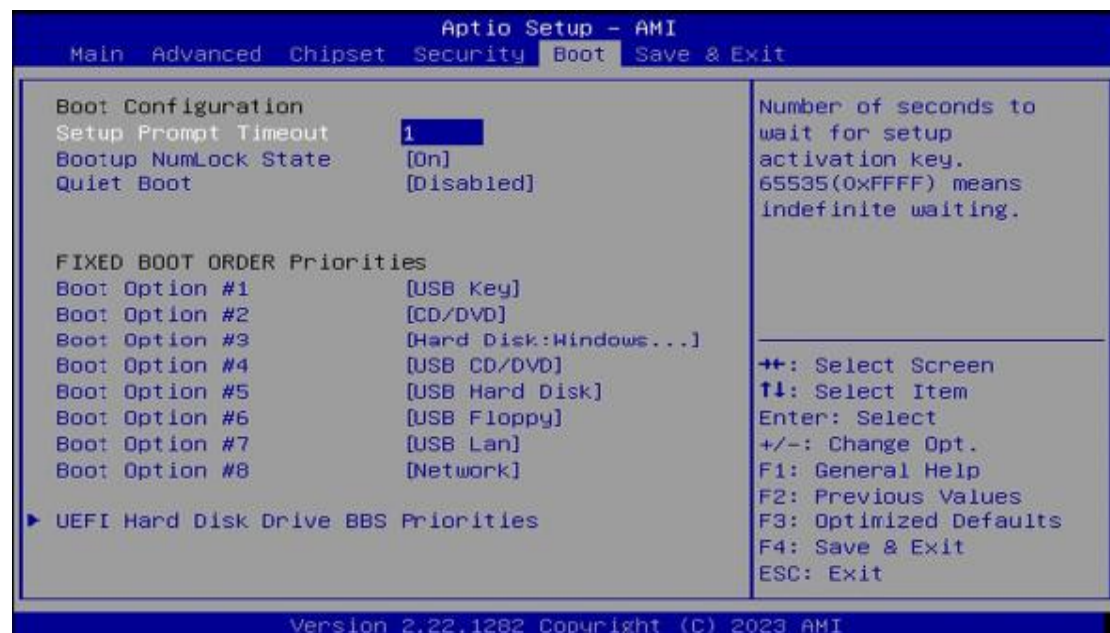 Aptio Setup – AMI
Main Advanced Chipset Security Boot Save & Exit
Boot Configuration
Setup Prompt Timeout 1
Bootup NumLock State [On]
Quiet Boot [Disabled]
FIXED BOOT ORDER Priorities
Boot Option #1 [USB Key]
Boot Option #2 [CD/DVD]
Boot Option #3 [Hard Disk:Windows...]
Boot Option #4 [USB CD/DVD]
Boot Option #5 [USB Hard Disk]
Boot Option #6 [USB Floppy]
Boot Option #7 [USB Lan]
Boot Option #8 [Network]
▶ UEFI Hard Disk Drive BBS Priorities
Number of seconds to
wait for setup
activation key.
65535(0xFFFF) means
indefinite waiting.
→←: Select Screen
↑↓: Select Item
Enter: Select
+/-: Change Opt.
F1: General Help
F2: Previous Values
F3: Optimized Defaults
F4: Save & Exit
ESC: Exit
Version 2.22.1282 Copyright (C) 2023 AMI